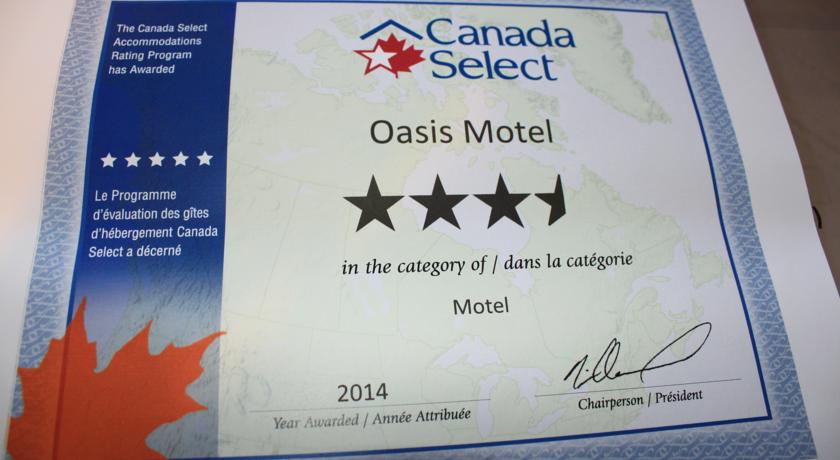 The Canada Select
Accommodations
Rating Program
has Awarded
Le Programme
d'évaluation des gîtes
d'hébergement Canada
Select a décerné
Canada
Select
Oasis Motel
in the category of / dans la catégorie
Motel
2014
Year Awarded / Année Attribuée
Chairperson / Président